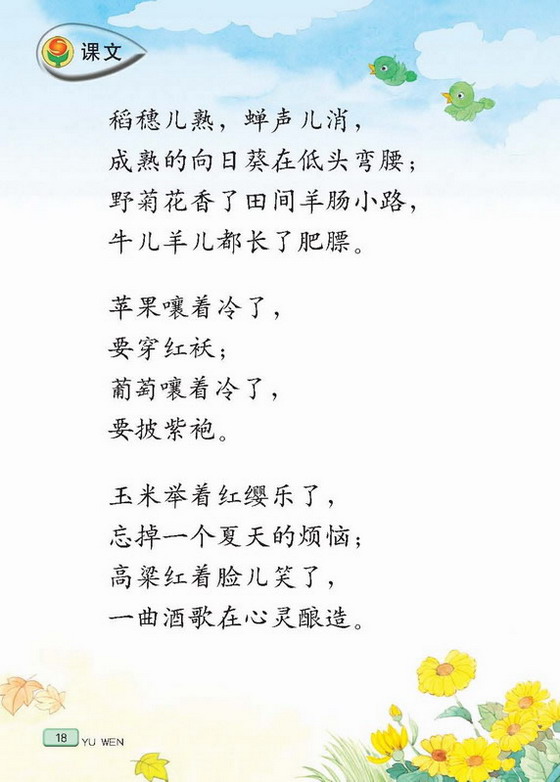 课文
稻穗儿熟，蝉声儿消，
成熟的向日葵在低头弯腰；
野菊花香了田间羊肠小路，
牛儿羊儿都长了肥膘。
苹果嚷着冷了，
要穿红袄；
葡萄嚷着冷了，
要披紫袍。
玉米举着红缨乐了，
忘掉一个夏天的烦恼；
高粱红着脸儿笑了，
一曲酒歌在心灵酿造。
18 YU WEN